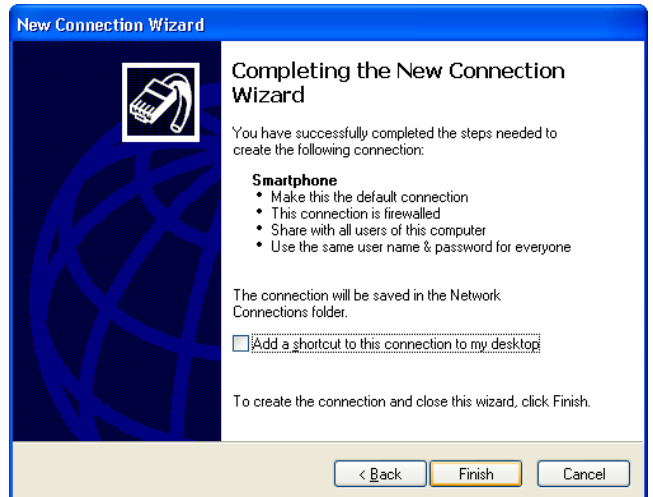 New Connection Wizard
Completing the New Connection
Wizard
You have successfully completed the steps needed to
create the following connection:
Smartphone
• Make this the default connection
• This connection is firewalled
• Share with all users of this computer
• Use the same user name & password for everyone
The connection will be saved in the Network
Connections folder.
Add a shortcut to this connection to my desktop
To create the connection and close this wizard, click Finish.
< Back Finish Cancel